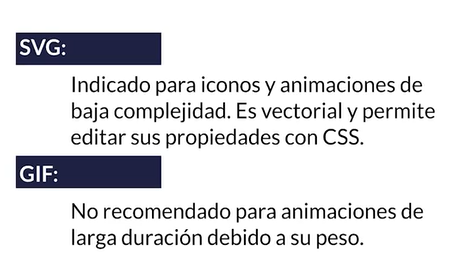 SVG:
Indicado para iconos y animaciones de
baja complejidad. Es vectorial y permite
editar sus propiedades con CSS.
GIF:
No recomendado para animaciones de
larga duración debido a su peso.